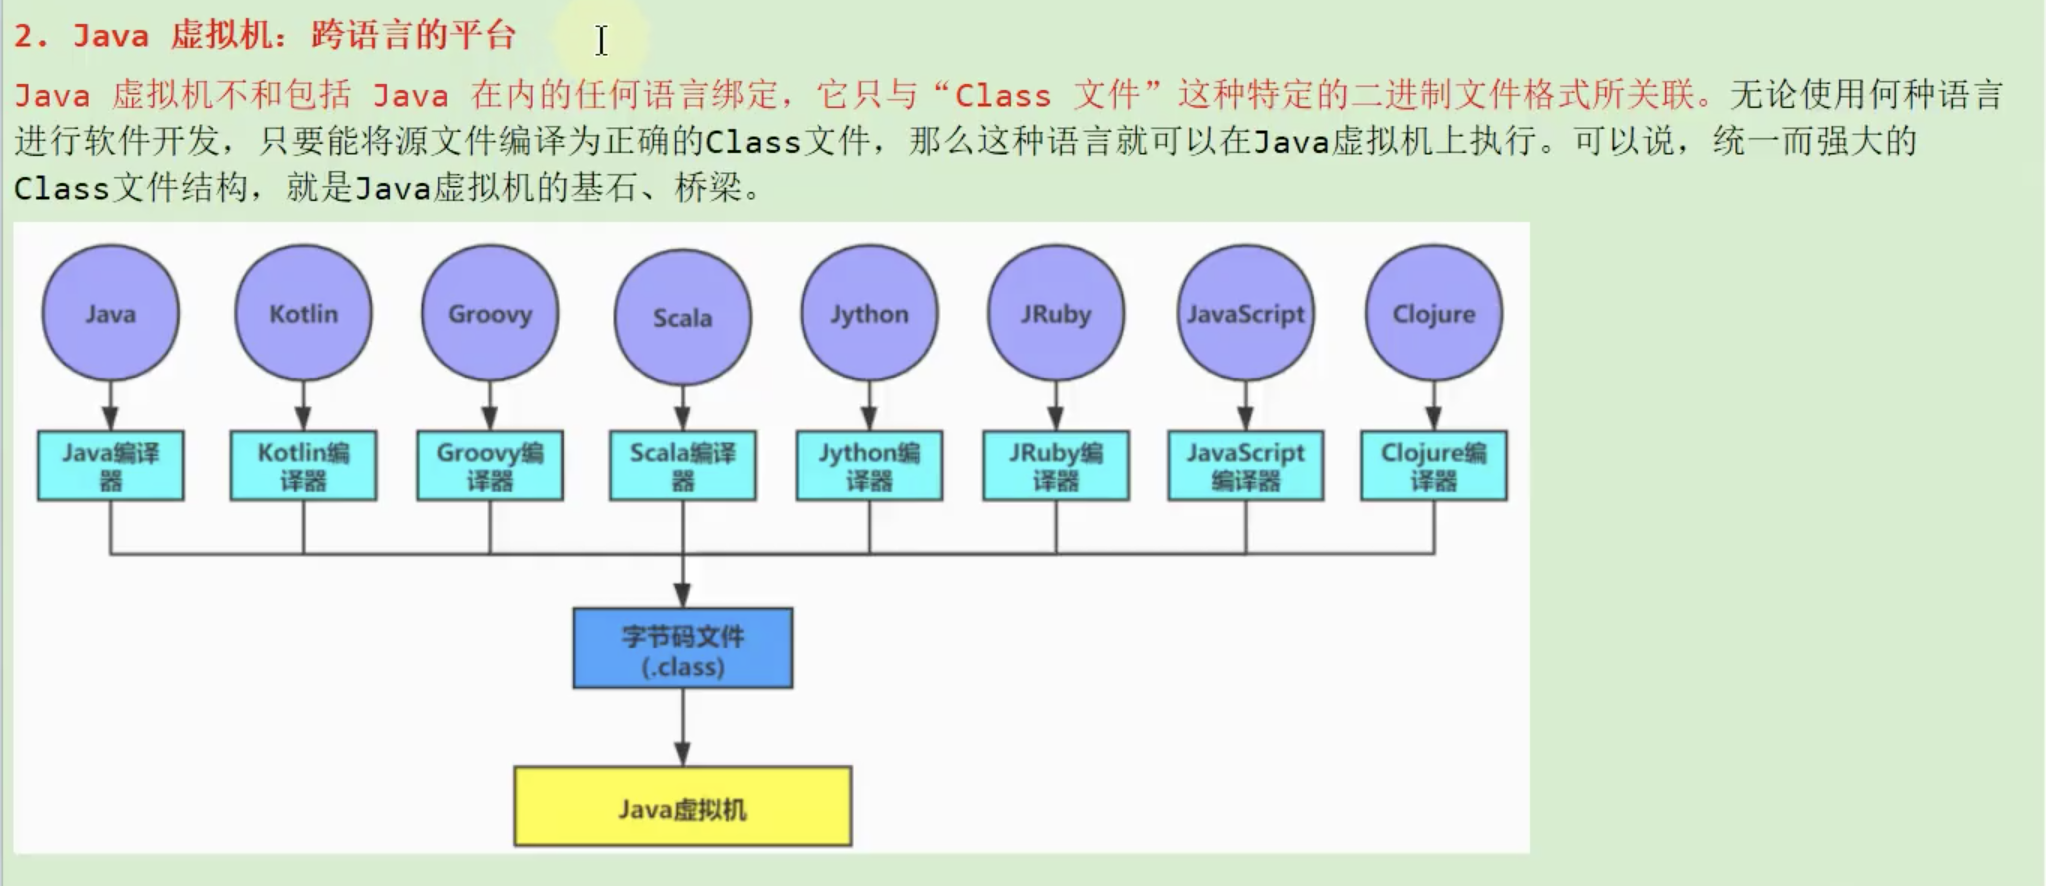 2. Java 虚拟机：跨语言的平台
Java 虚拟机不和包括 Java 在内的任何语言绑定，它只与“Class 文件”这种特定的二进制文件格式所关联。无论使用何种语言
进行软件开发，只要能将源文件编译为正确的Class文件，那么这种语言就可以在Java虚拟机上执行。可以说，统一而强大的
Class文件结构，就是Java虚拟机的基石、桥梁。
Java
Kotlin
Groovy
Scala
Jython
JRuby
JavaScript
Clojure
Java编译
器
Kotlin编
译器
Groovy编
译器
Scala编译
器
Jython编
译器
JRuby编
译器
JavaScript
编译器
Clojure编
译器
字节码文件
(.class)
Java虚拟机